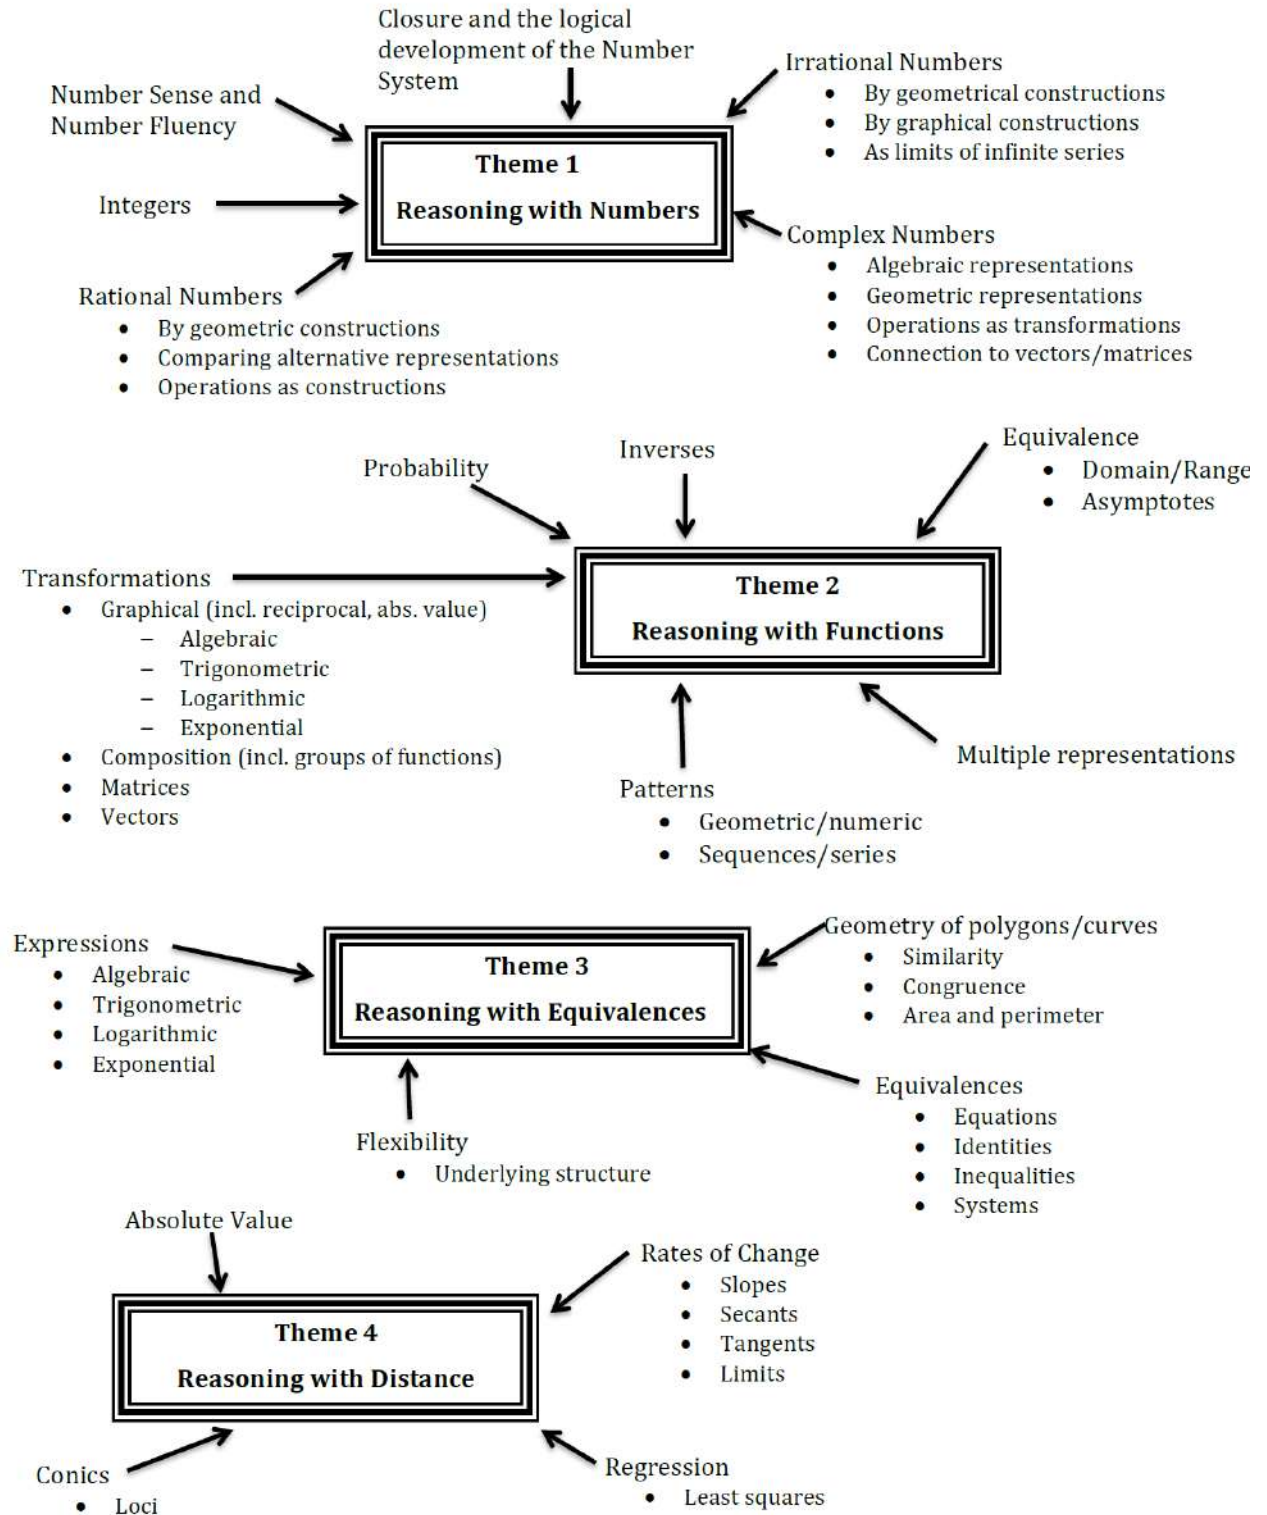 Closure and the logical
development of the Number
System
Number Sense and
Number Fluency
Irrational Numbers
• By geometrical constructions
• By graphical constructions
• As limits of infinite series
Theme 1
Reasoning with Numbers
Integers
Complex Numbers
• Algebraic representations
• Geometric representations
• Operations as transformations
• Connection to vectors/matrices
Rational Numbers
• By geometric constructions
• Comparing alternative representations
• Operations as constructions
Probability
Inverses
Equivalence
• Domain/Range
• Asymptotes
Theme 2
Reasoning with Functions
Transformations
• Graphical (incl. reciprocal, abs. value)
– Algebraic
– Trigonometric
– Logarithmic
– Exponential
• Composition (incl. groups of functions)
• Matrices
• Vectors
Multiple representations
Patterns
• Geometric/numeric
• Sequences/series
Expressions
• Algebraic
• Trigonometric
• Logarithmic
• Exponential
Theme 3
Reasoning with Equivalences
Geometry of polygons/curves
• Similarity
• Congruence
• Area and perimeter
Equivalences
• Equations
• Identities
• Inequalities
• Systems
Flexibility
• Underlying structure
Absolute Value
Rates of Change
• Slopes
• Secants
• Tangents
• Limits
Theme 4
Reasoning with Distance
Conics
• Loci
Regression
• Least squares